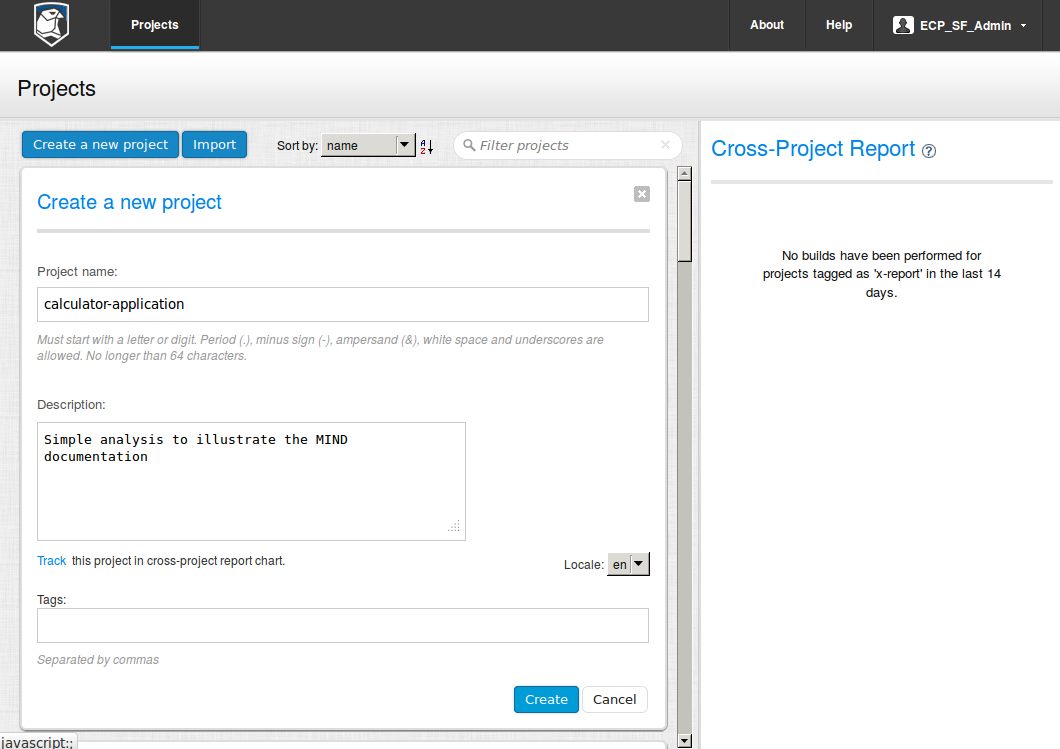 Projects
About
Help
ECP_SF_Admin
Projects
Create a new project
Import
Sort by:
name
A
Z
Filter projects
Create a new project
Project name:
calculator-application
Must start with a letter or digit. Period (.), minus sign (-), ampersand (&), white space and underscores are
allowed. No longer than 64 characters.
Description:
Simple analysis to illustrate the MIND
documentation
Track this project in cross-project report chart.
Locale:
en
Tags:
Separated by commas
Create
Cancel
Cross-Project Report ?
No builds have been performed for
projects tagged as 'x-report' in the last 14
days.
javascript:;